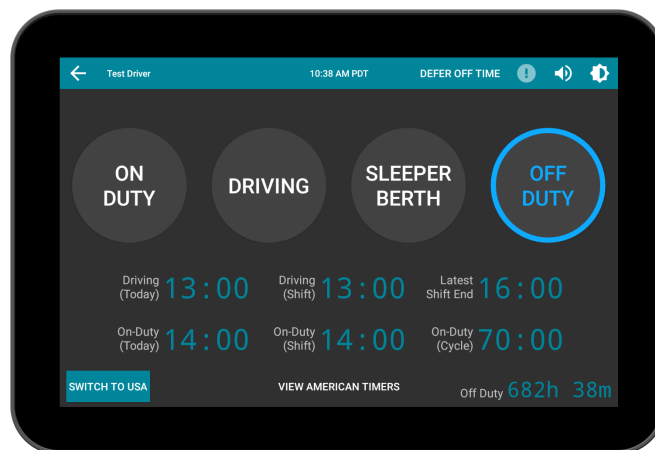 Test Driver 10:38 AM PDT DEFER OFF TIME
ON
DUTY
DRIVING
SLEEPER
BERTH
OFF
DUTY
Driving
(Today) 13:00
Driving
(Shift) 13:00
Latest
Shift End 16:00
On-Duty
(Today) 14:00
On-Duty
(Shift) 14:00
On-Duty
(Cycle) 70:00
SWITCH TO USA
VIEW AMERICAN TIMERS
Off Duty 682h 38m